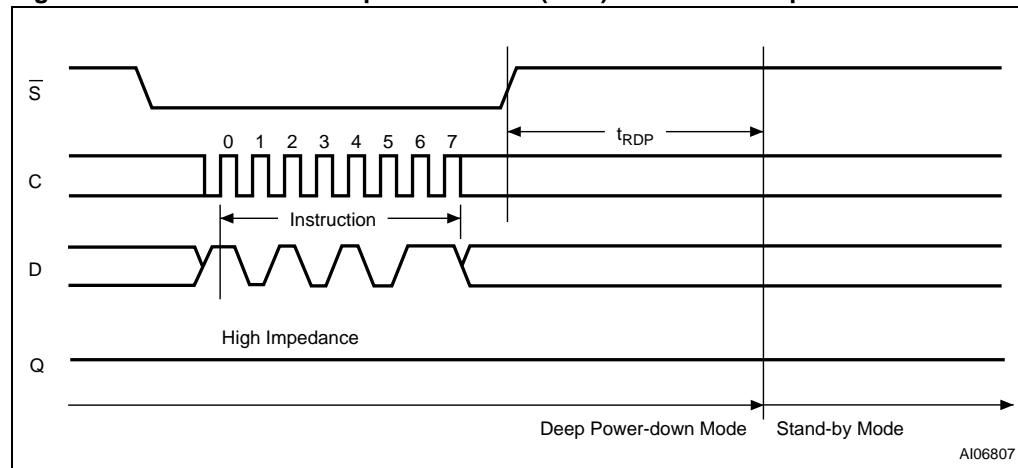 S
0 1 2 3 4 5 6 7
tRDP
C
Instruction
D
High Impedance
Q
Deep Power-down Mode Stand-by Mode
AI06807